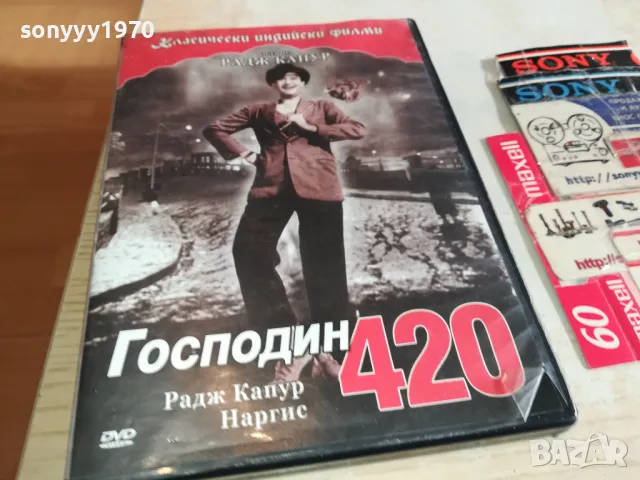 sonyyy1970
Класически индийски филми
РАДЖ КАПУР
Господин 420
Радж Капур
Наргис
DVD
SONY
SONY
maxell
http://sony
http://
60
maxell
BAZAR